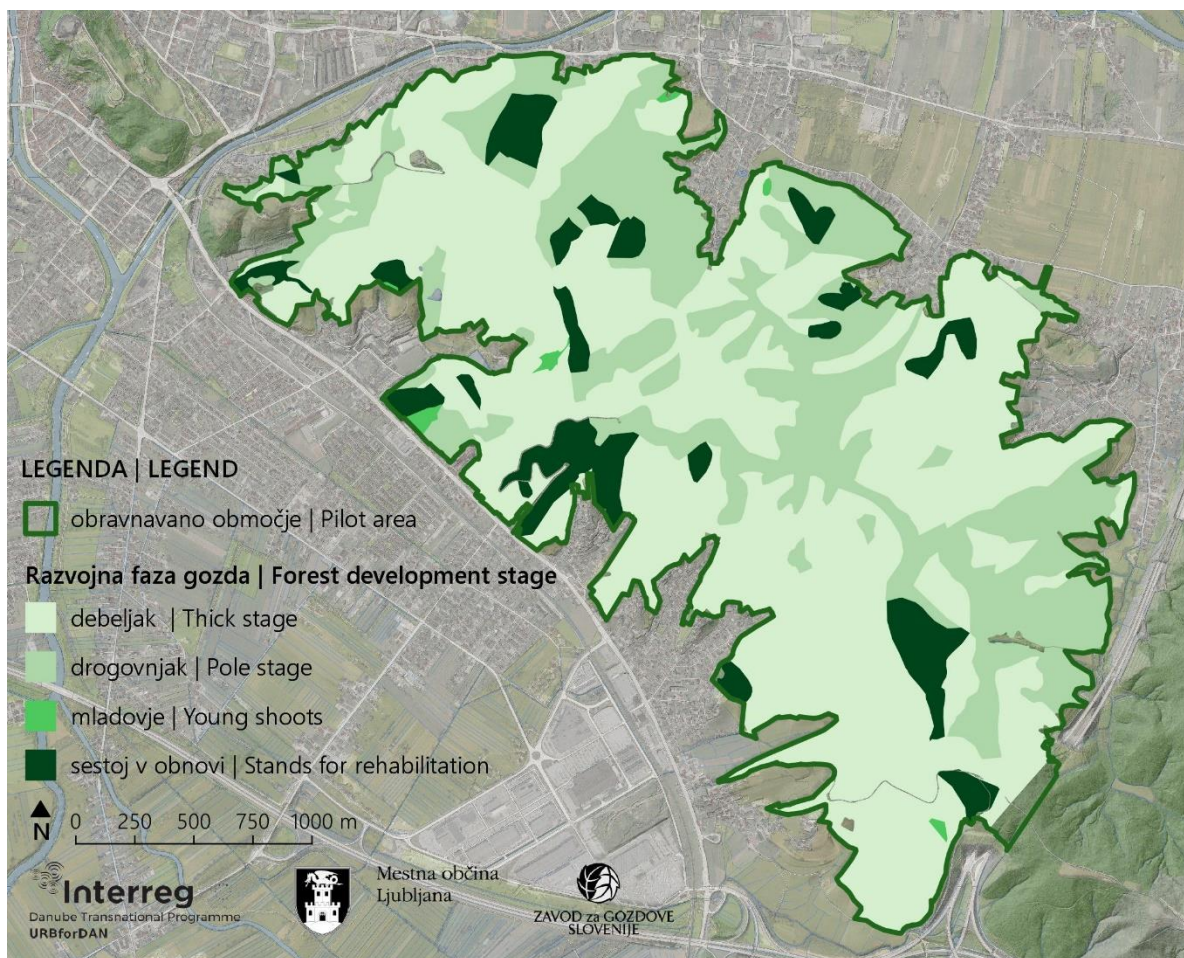 LEGENDA | LEGEND
obravnavano območje | Pilot area
Razvojna faza gozda | Forest development stage
debeljak | Thick stage
drogovnjak | Pole stage
mladovje | Young shoots
sestoj v obnovi | Stands for rehabilitation
N
0 250 500 750 1000 m
Interreg
Danube Transnational Programme
URBforDAN
Mestna občina
Ljubljana
ZAVOD za GOZDOVE
SLOVENIJE